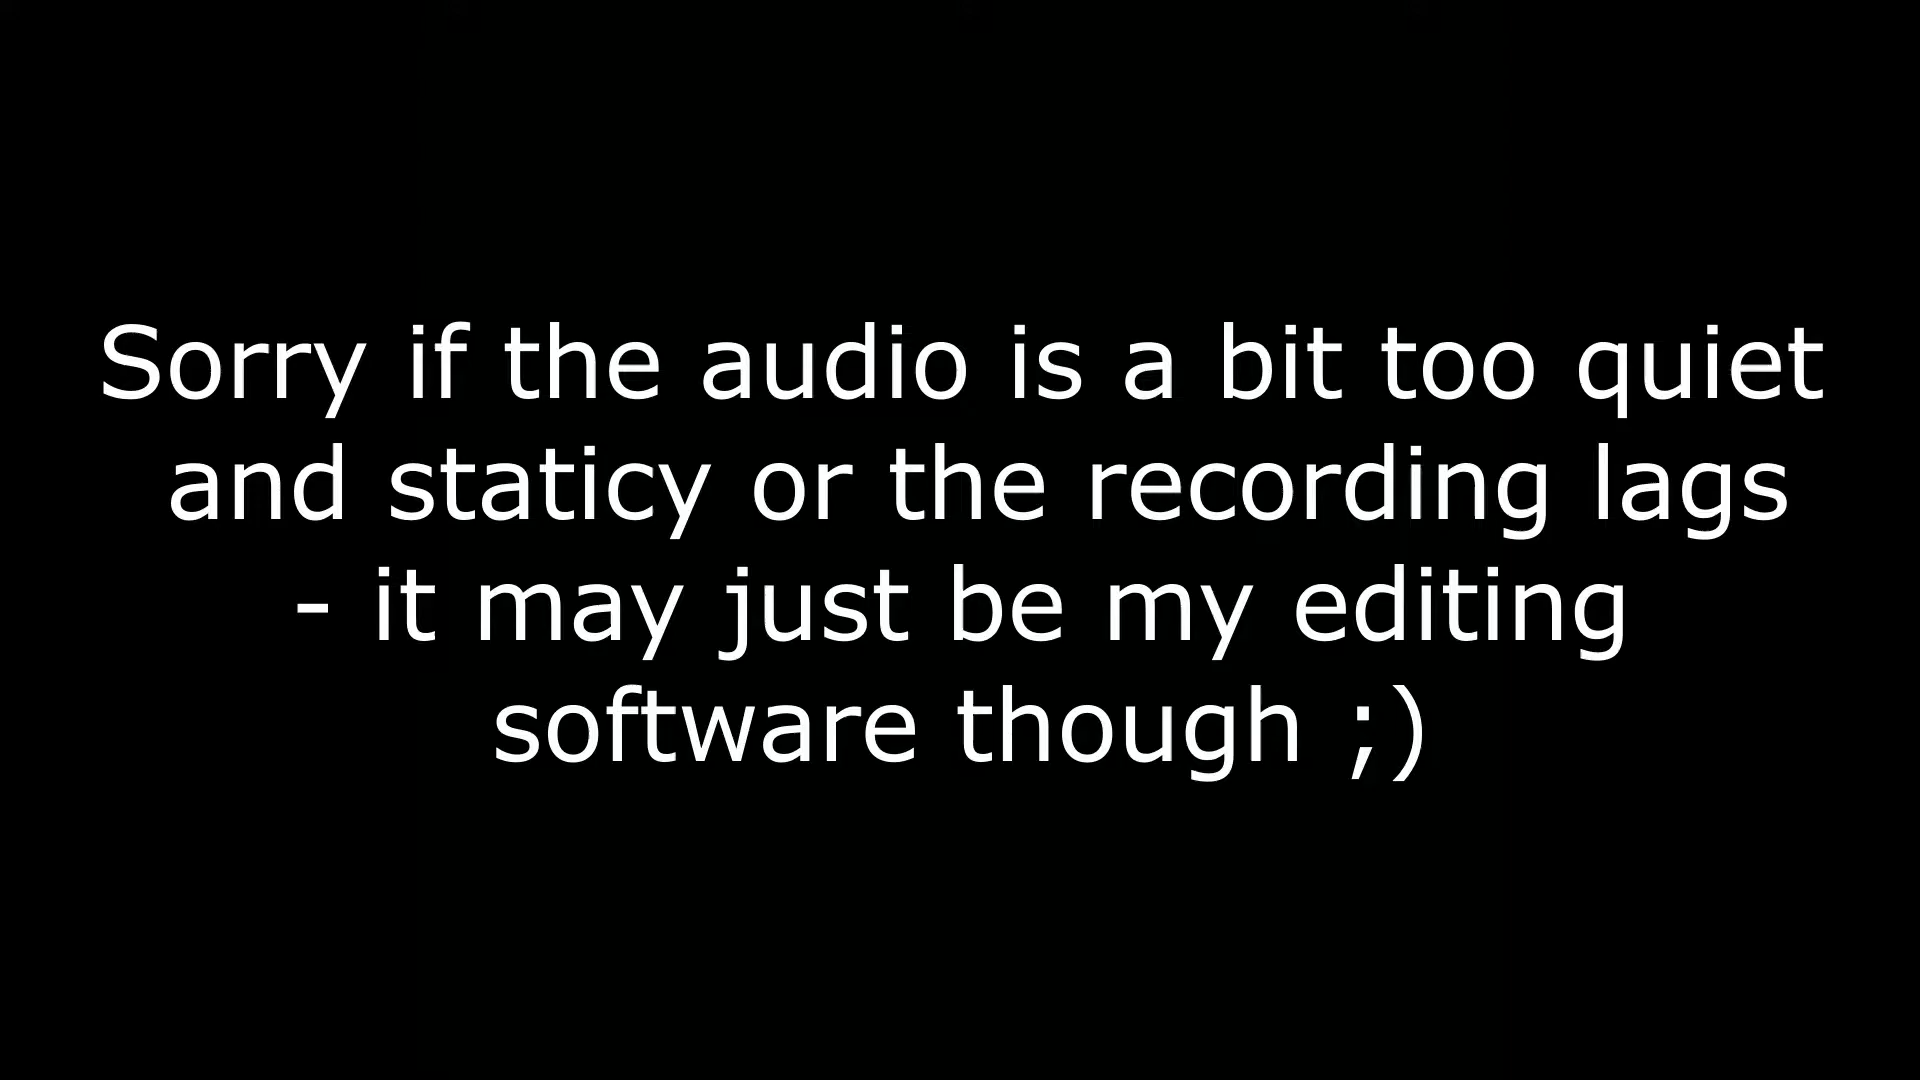 Sorry if the audio is a bit too quiet
and staticy or the recording lags
- it may just be my editing
software though ;)